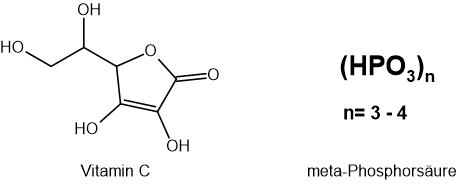 OH
HO
O
O
HO
OH
Vitamin C
(HPO₃)ₙ
n= 3 - 4
meta-Phosphorsäure